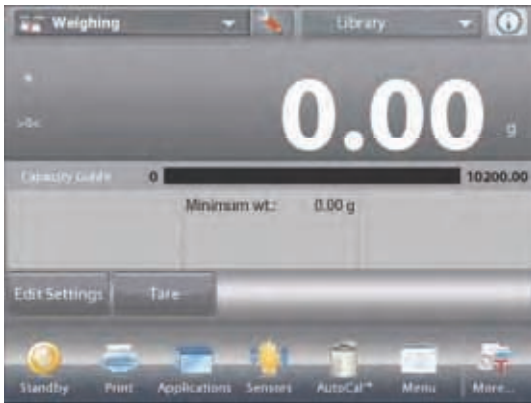 Weighing
Library
*
>0<
0.00
g
Capacity Guide 0 10200.00
Minimum wt.: 0.00 g
Edit Settings Tare
Standby Print Applications Sensors AutoCal™ Menu More...